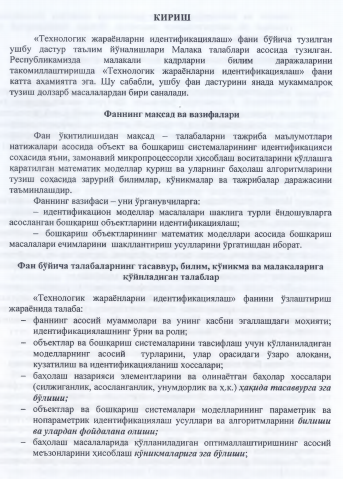 КИРИШ
«Технологик жараёнларни идентификациялаш» фани бўйича тузилган
ушбу дастур таълим йўналишлари Малака талаблари асосида тузилган.
Республикамизда малакали кадрларни билим даражаларини
такомиллаштиришда «Технологик жараёнларни идентификациялаш» фани
катта аҳамиятга эга. Шу сабабли, ушбу фан дастурини янада мукаммалроқ
тузиш долзарб масалалардан бири саналади.
Фаннинг мақсад ва вазифалари
Фан ўқитилишидан мақсад – талабаларни тажриба маълумотлари
натижалари асосида объект ва бошқариш системаларининг идентификацияси
соҳасида яъни, замонавий микропроцессорли ҳисоблаш воситаларини қўллашга
каратилган математик моделлар қуриш ва уларнинг баҳолаш алгоритмларини
тузиш соҳасида зарурий билимлар, кўникмалар ва тажрибалар даражасини
таъминлашдир.
Фаннинг вазифаси – уни ўрганувчиларга:
– идентификацион моделлар масалалари шаклига турли ёндошувларга
асосланган бошқариш объектларини идентификациялаш;
– бошқариш объектларининг математик моделлари асосида бошқариш
масалалари ечимларини шакллантириш усулларини ўргатишдан иборат.
Фан бўйича талабаларнинг тасаввур, билим, кўникма ва малакаларига
қўйиладиган талаблар
«Технологик жараёнларни идентификациялаш» фанини ўзлаштириш
жараёнида талаба:
– фаннинг асосий муаммолари ва унинг касбни эгаллашдаги моҳияти;
идентификациялашнинг ўрни ва роли;
– объектлар ва бошқариш системаларини тавсифлаш учун қўлланиладиган
моделларнинг асосий турларини, улар орасидаги ўзаро алоқани,
кузатилиш ва идентификацияланиш хоссалари;
– баҳолаш назарияси элементларини ва олинаётган баҳолар хоссалари
(силжиганлик, асосланганлик, унумдорлик ва ҳ.к.) ҳақида тасаввурга эга
бўлиши;
– объектлар ва бошқариш системалари моделларининг параметрик ва
нопараметрик идентификациялаш усуллари ва алгоритмларини билиши
ва улардан фойдалана олиши;
– баҳолаш масалаларида қўлланиладиган оптималлаштиришнинг асосий
мезонларини ҳисоблаш кўникмаларига эга бўлиши;